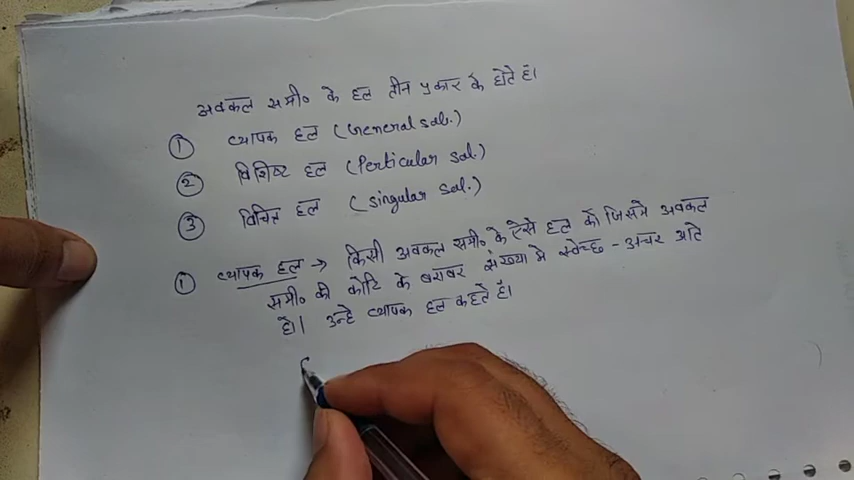 अवकल समी० के हल तीन प्रकार के होते हैं।
① व्यापक हल (General sol.)
② विशिष्ट हल (Perticular sol.)
③ विचित्र हल (singular sol.)
① व्यापक हल → किसी अवकल समी० के ऐसे हल को जिसमे अवकल
समी० की कोटि के बराबर संख्या मे स्वेच्छ - अचर आते
हो। उन्हे व्यापक हल कहते हैं।